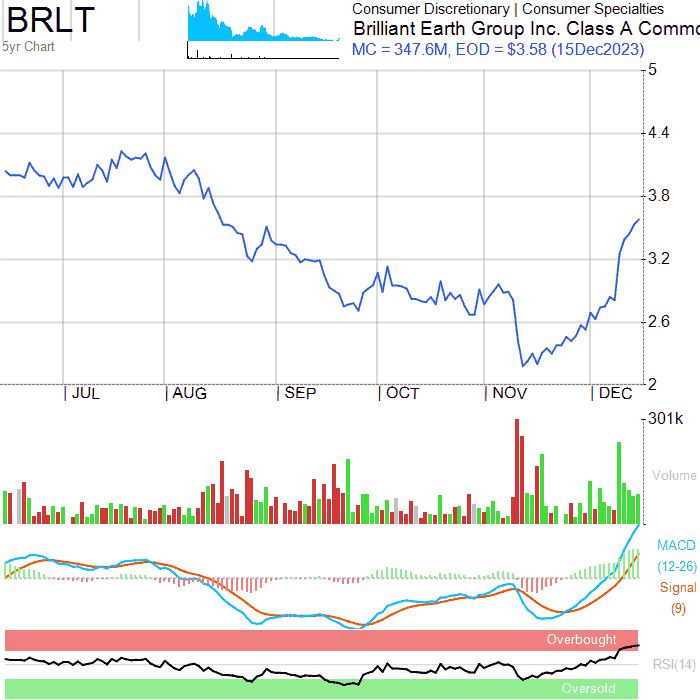 BRLT
5yr Chart
Consumer Discretionary | Consumer Specialties
Brilliant Earth Group Inc. Class A Commo
MC = 347.6M, EOD = $3.58 (15Dec2023)
5
4.4
3.8
3.2
2.6
2
JUL AUG SEP OCT NOV DEC
301k
Volume
MACD
(12-26)
Signal
(9)
Overbought
RSI(14)
Oversold